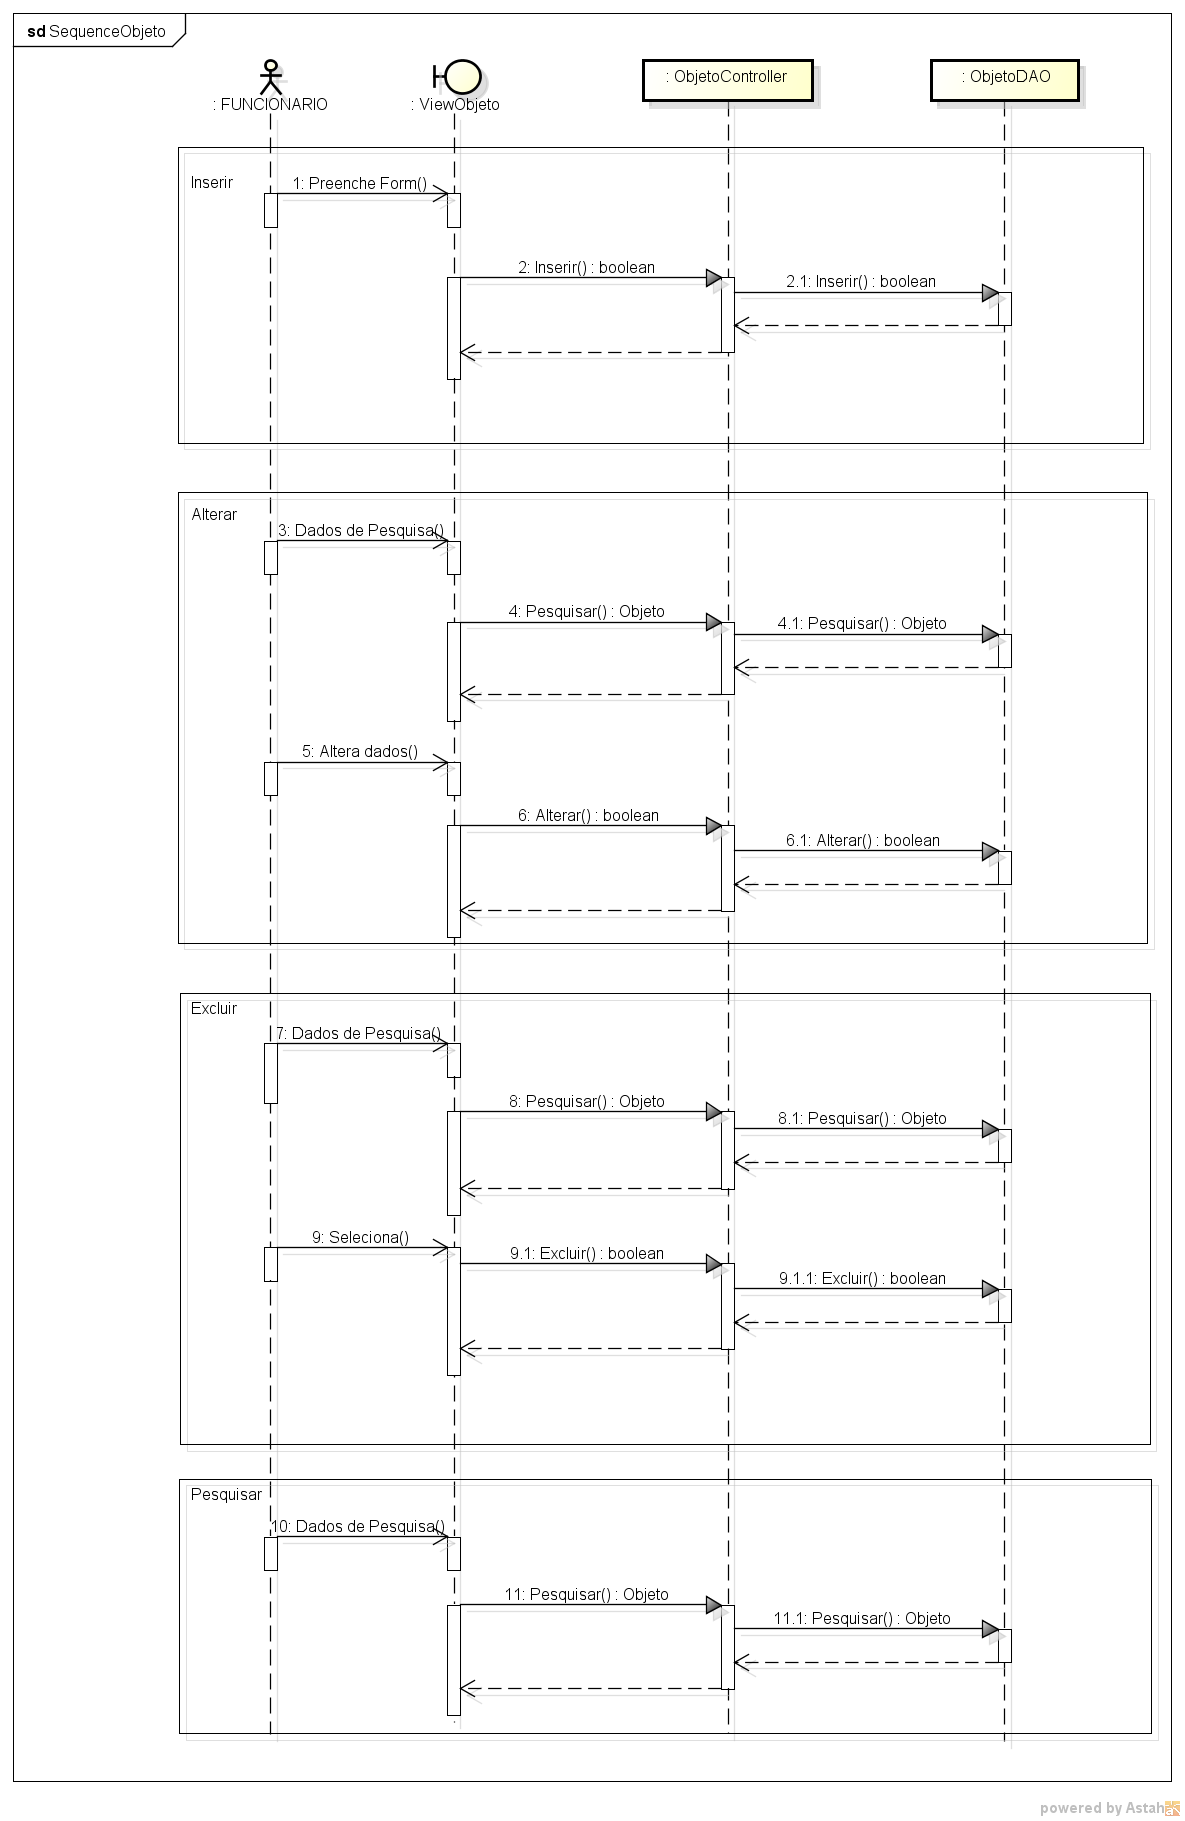 sd SequenceObjeto
: FUNCIONARIO
: ViewObjeto
: ObjetoController
: ObjetoDAO
Inserir
1: Preenche Form()
2: Inserir() : boolean
2.1: Inserir() : boolean
Alterar
3: Dados de Pesquisa()
4: Pesquisar() : Objeto
4.1: Pesquisar() : Objeto
5: Altera dados()
6: Alterar() : boolean
6.1: Alterar() : boolean
Excluir
7: Dados de Pesquisa()
8: Pesquisar() : Objeto
8.1: Pesquisar() : Objeto
9: Seleciona()
9.1: Excluir() : boolean
9.1.1: Excluir() : boolean
Pesquisar
10: Dados de Pesquisa()
11: Pesquisar() : Objeto
11.1: Pesquisar() : Objeto
powered by Astah